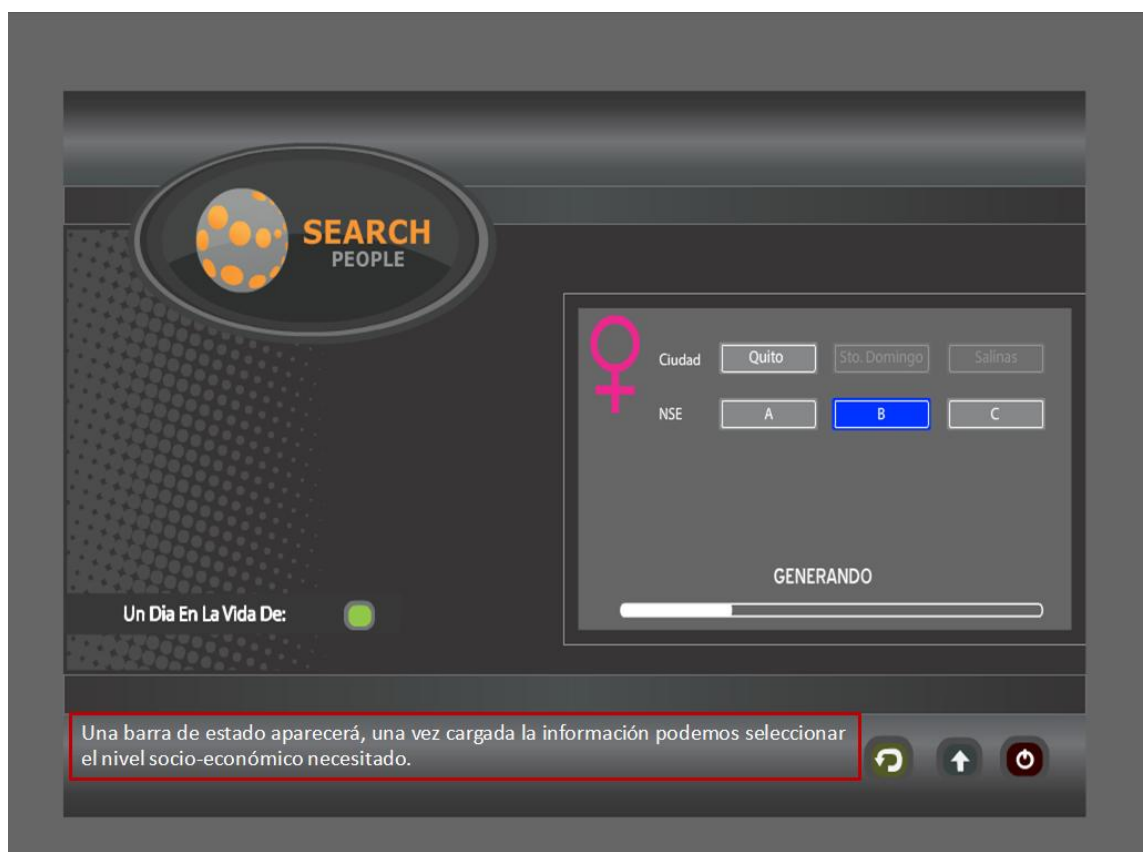 SEARCH
PEOPLE
Ciudad Quito Sto. Domingo Salinas
NSE A B C
GENERANDO
Un Dia En La Vida De:
Una barra de estado aparecerá, una vez cargada la información podemos seleccionar
el nivel socio-económico necesitado.